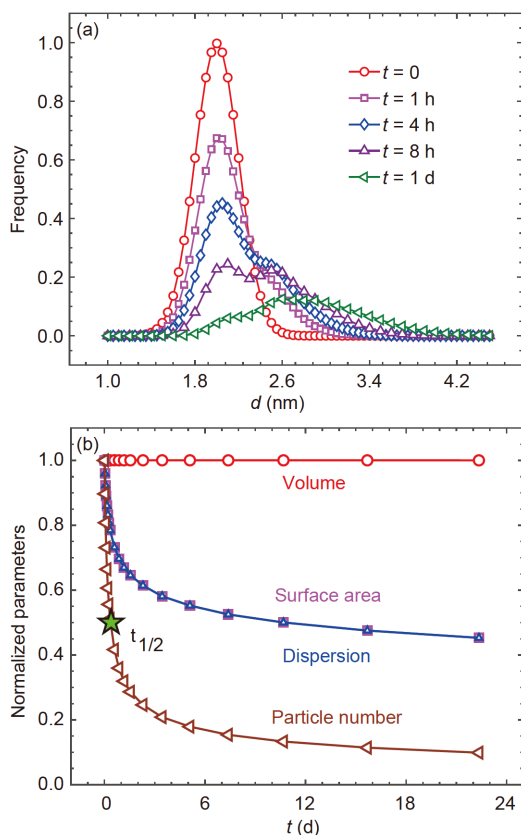 (a)
1.0
0.8
0.6
0.4
0.2
0.0
Frequency
t = 0
t = 1 h
t = 4 h
t = 8 h
t = 1 d
1.0 1.8 2.6 3.4 4.2
d (nm)
(b)
1.0
0.8
0.6
0.4
0.2
0.0
Normalized parameters
Volume
Surface area
t1/2
Dispersion
Particle number
0 6 12 18 24
t (d)